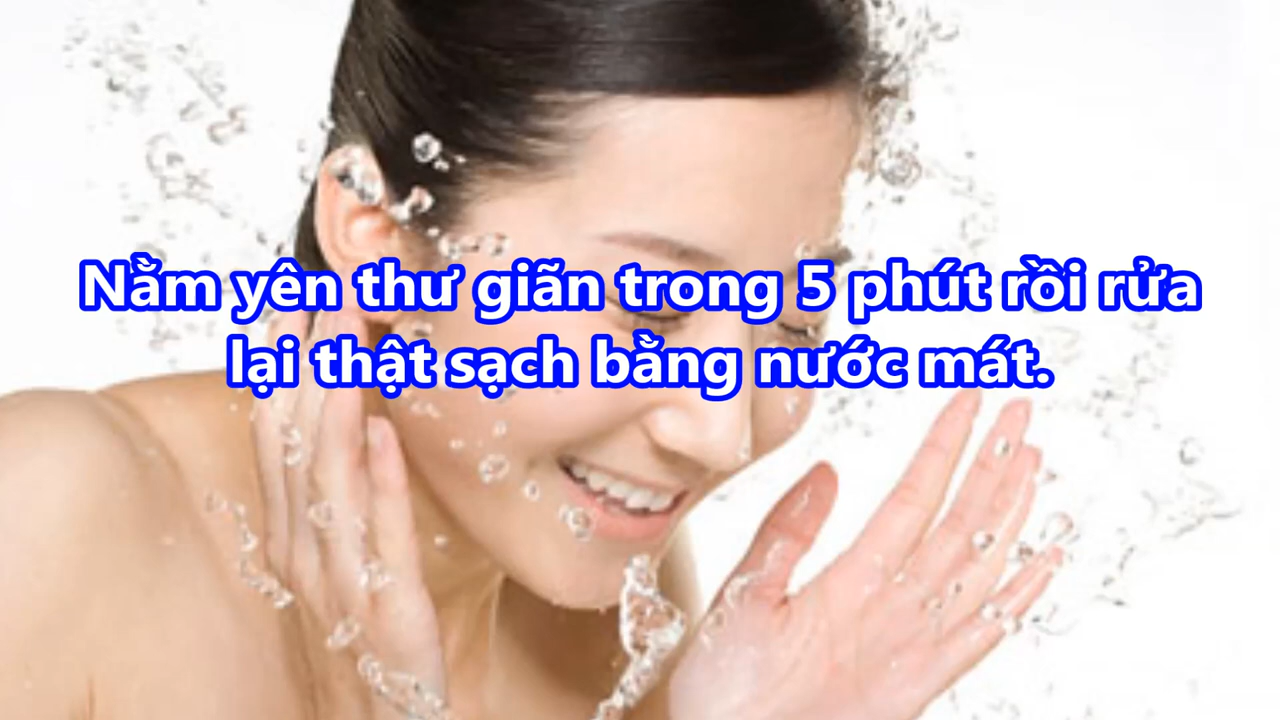 Nằm yên thư giãn trong 5 phút rồi rửa
lại thật sạch bằng nước mát.